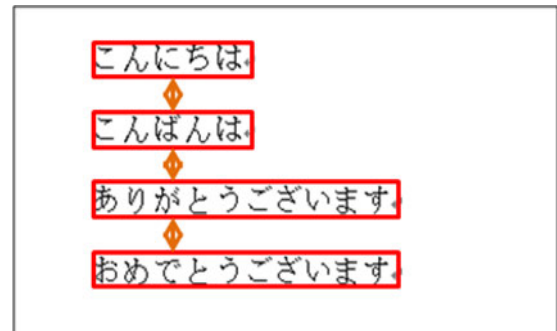 こんにちは
こんばんは
ありがとうございます
おめでとうございます